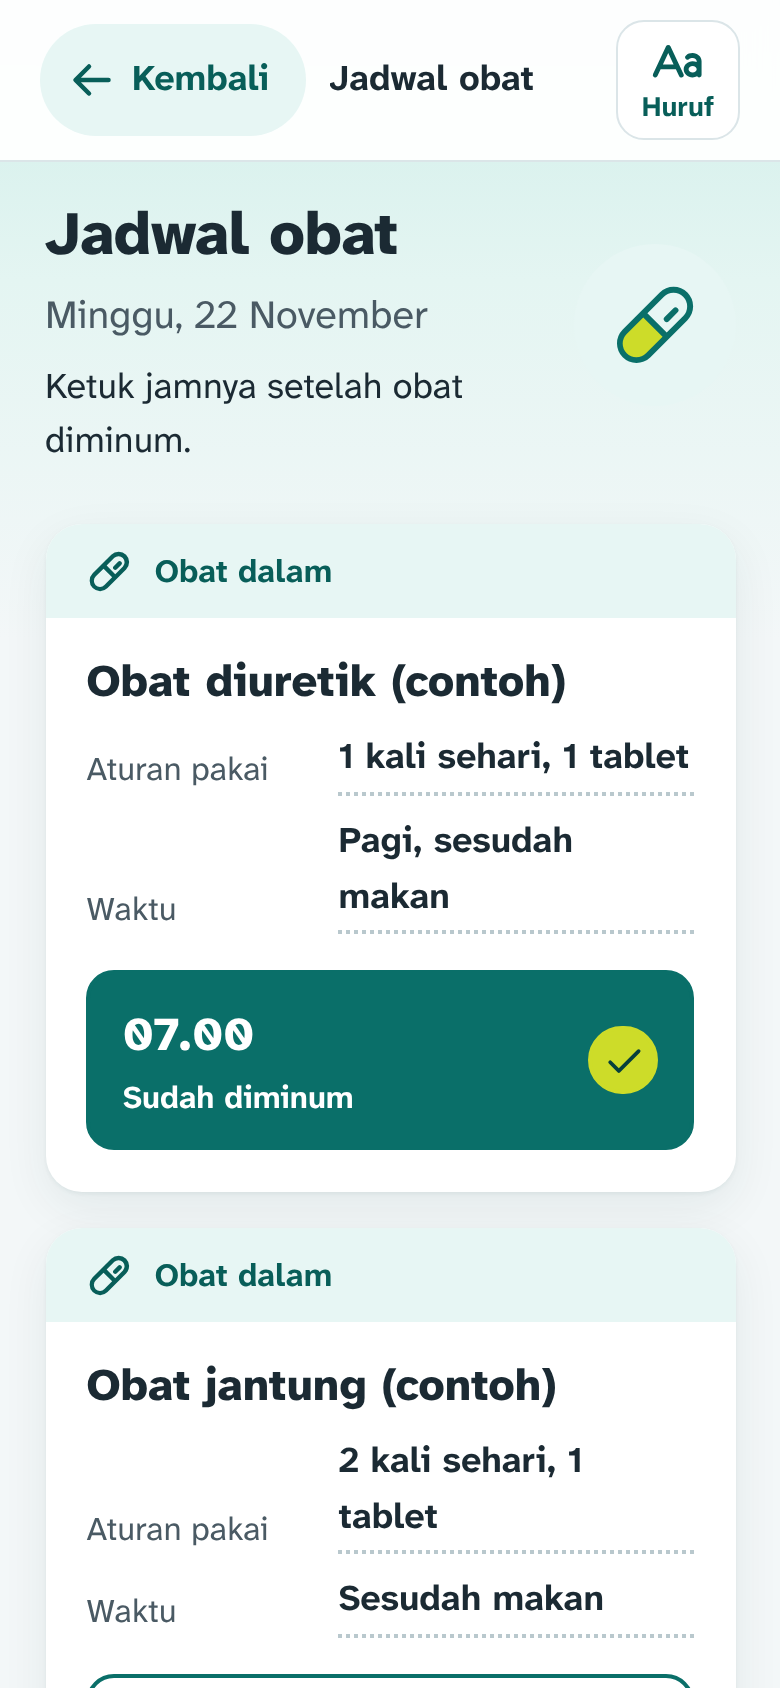 Kembali
Jadwal obat
Aa
Huruf
Jadwal obat
Minggu, 22 November
Ketuk jamnya setelah obat
diminum.
Obat dalam
Obat diuretik (contoh)
Aturan pakai
1 kali sehari, 1 tablet
Waktu
Pagi, sesudah
makan
07.00
Sudah diminum
Obat dalam
Obat jantung (contoh)
Aturan pakai
2 kali sehari, 1
tablet
Waktu
Sesudah makan